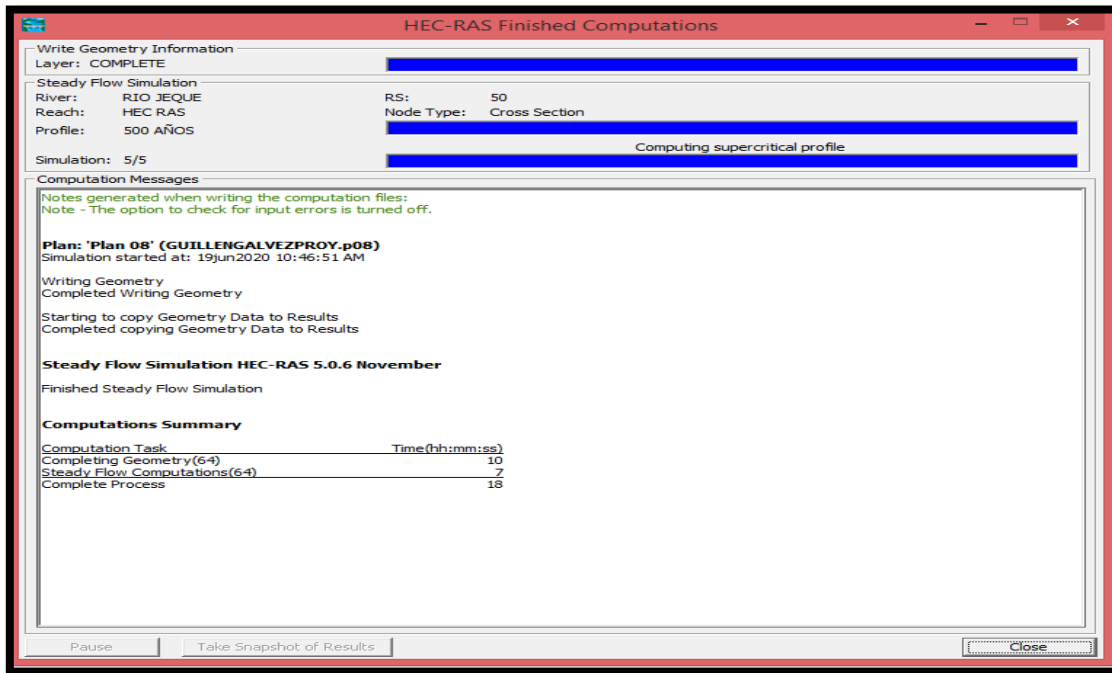 HEC-RAS Finished Computations
Write Geometry Information
Layer: COMPLETE
Steady Flow Simulation
River: RIO JEQUE RS: 50
Reach: HEC RAS Node Type: Cross Section
Profile: 500 AÑOS
Computing supercritical profile
Simulation: 5/5
Computation Messages
Notes generated when writing the computation files:
Note - The option to check for input errors is turned off.
Plan: 'Plan 08' (GUILLENGALVEZPROY.p08)
Simulation started at: 19jun2020 10:46:51 AM
Writing Geometry
Completed Writing Geometry
Starting to copy Geometry Data to Results
Completed copying Geometry Data to Results
Steady Flow Simulation HEC-RAS 5.0.6 November
Finished Steady Flow Simulation
Computations Summary
Computation Task Time(hh:mm:ss)
Completing Geometry(64) 10
Steady Flow Computations(64) 7
Complete Process 18
Pause Take Snapshot of Results Close